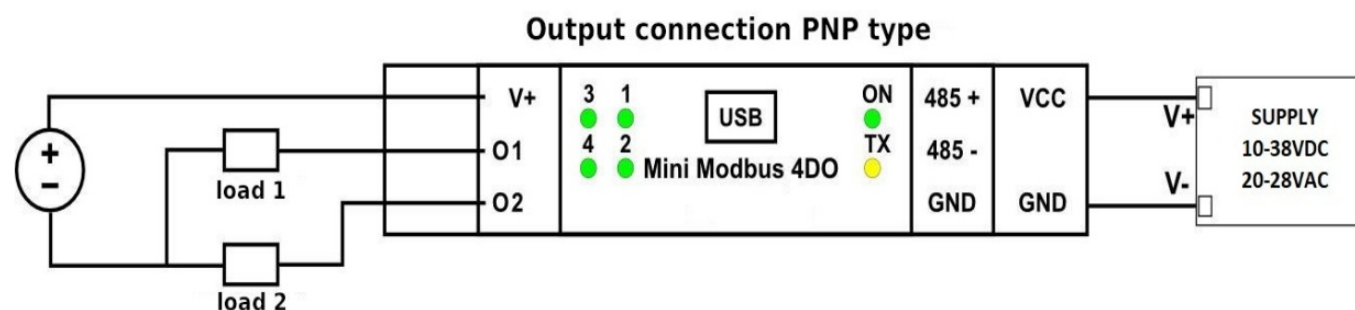 Output connection PNP type
V+
O1
O2
3 1
4 2
USB
Mini Modbus 4DO
ON
TX
485 +
485 -
GND
VCC
GND
V+
V-
SUPPLY
10-38VDC
20-28VAC
+
–
load 1
load 2